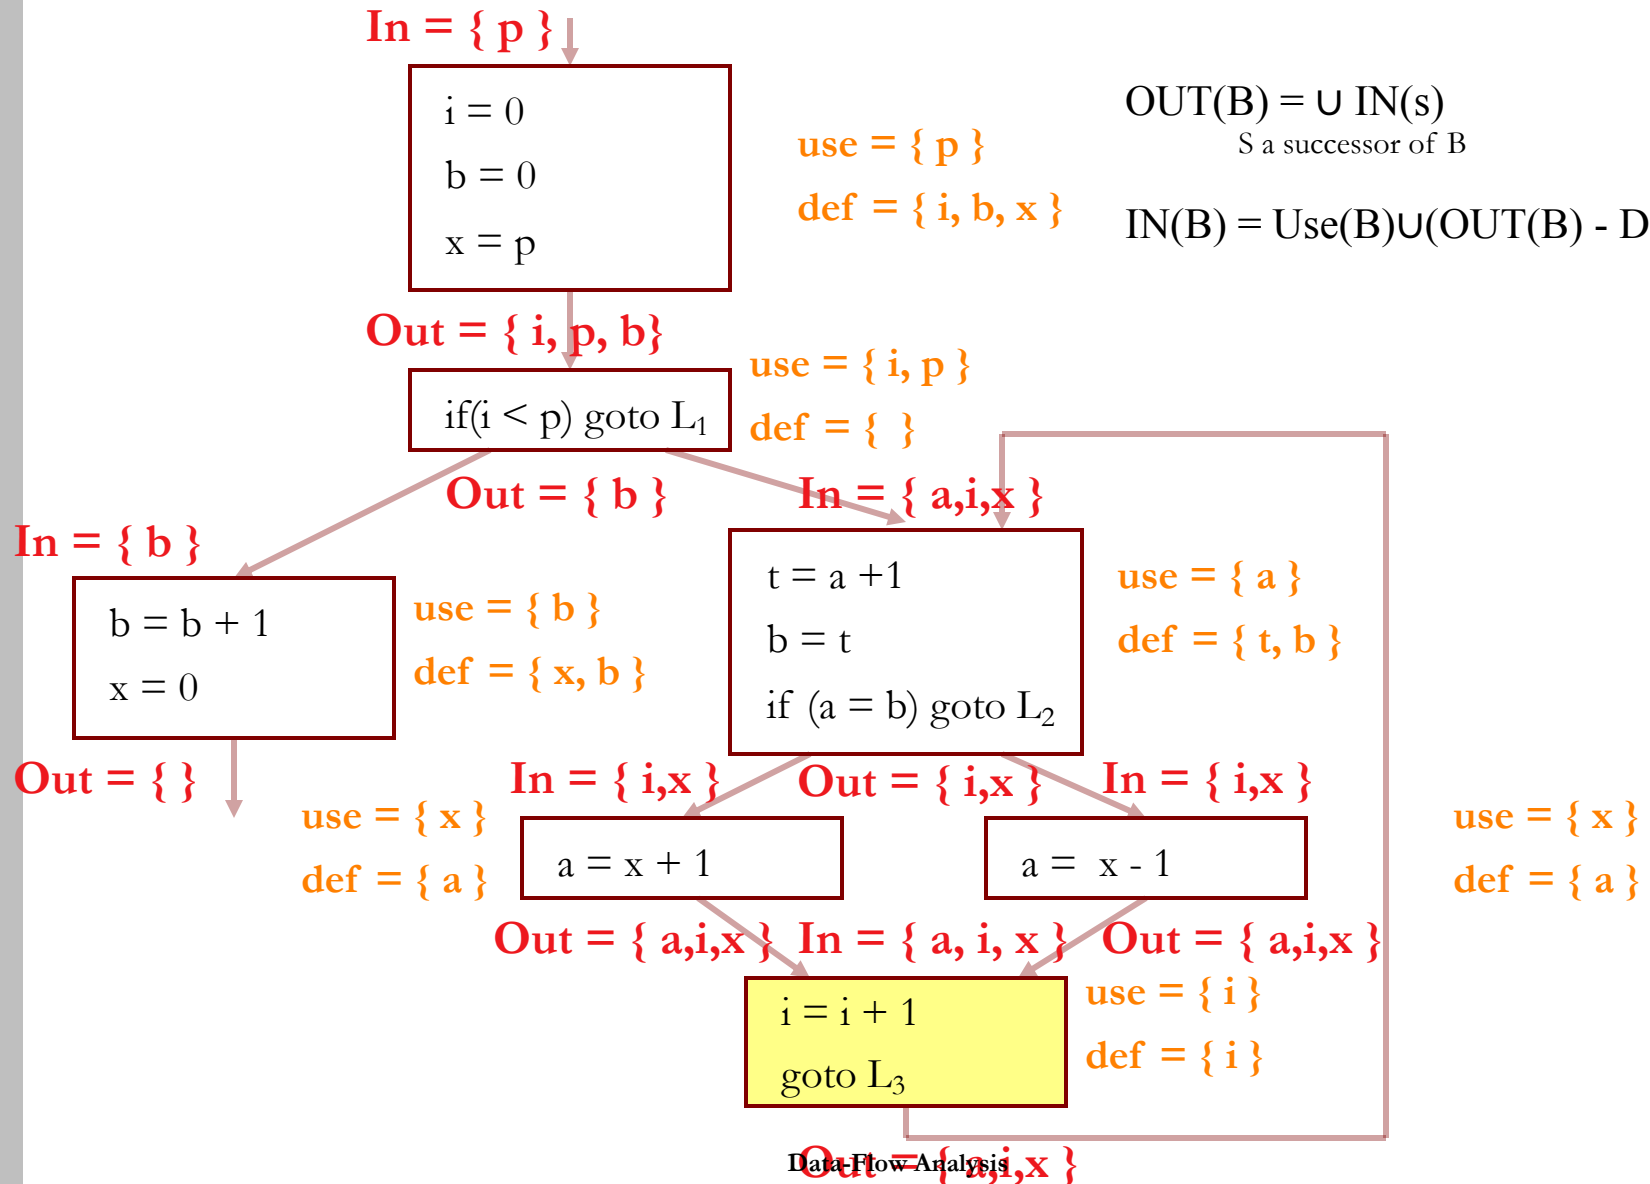 In = { p }
i = 0
b = 0
x = p
use = { p }
def = { i, b, x }
OUT(B) = ∪ IN(s)
S a successor of B
IN(B) = Use(B)∪(OUT(B) - D
Out = { i, p, b}
if(i < p) goto L₁
use = { i, p }
def = { }
Out = { b }
In = { a,i,x }
In = { b }
b = b + 1
x = 0
use = { b }
def = { x, b }
t = a +1
b = t
if (a = b) goto L₂
use = { a }
def = { t, b }
Out = { }
In = { i,x }
Out = { i,x }
In = { i,x }
use = { x }
def = { a }
a = x + 1
a = x - 1
use = { x }
def = { a }
Out = { a,i,x }
In = { a, i, x }
Out = { a,i,x }
i = i + 1
goto L₃
use = { i }
def = { i }
Out = { a,i,x }
Data-Flow Analysis